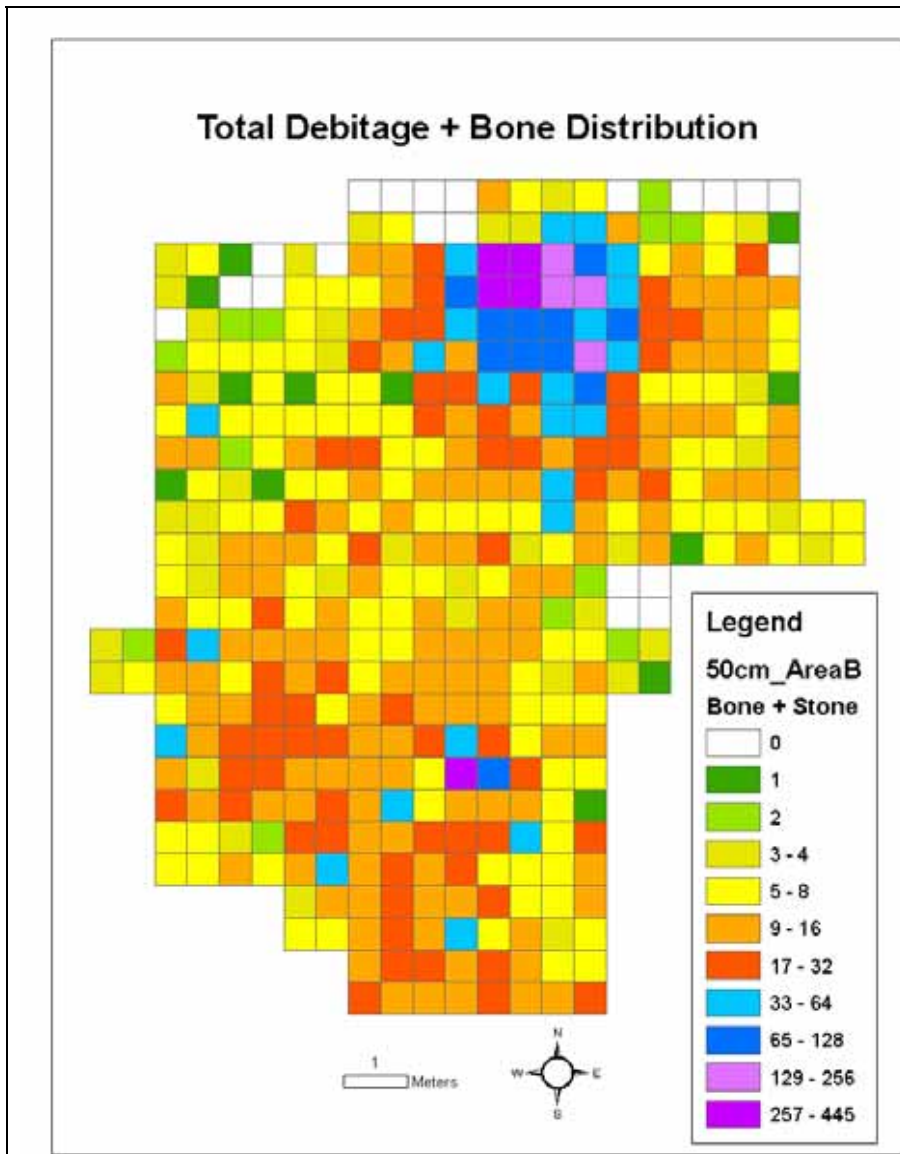 Total Debitage + Bone Distribution
Legend
50cm_AreaB
Bone + Stone
0
1
2
3 - 4
5 - 8
9 - 16
17 - 32
33 - 64
65 - 128
129 - 256
257 - 445
1
Meters
N
W E
S